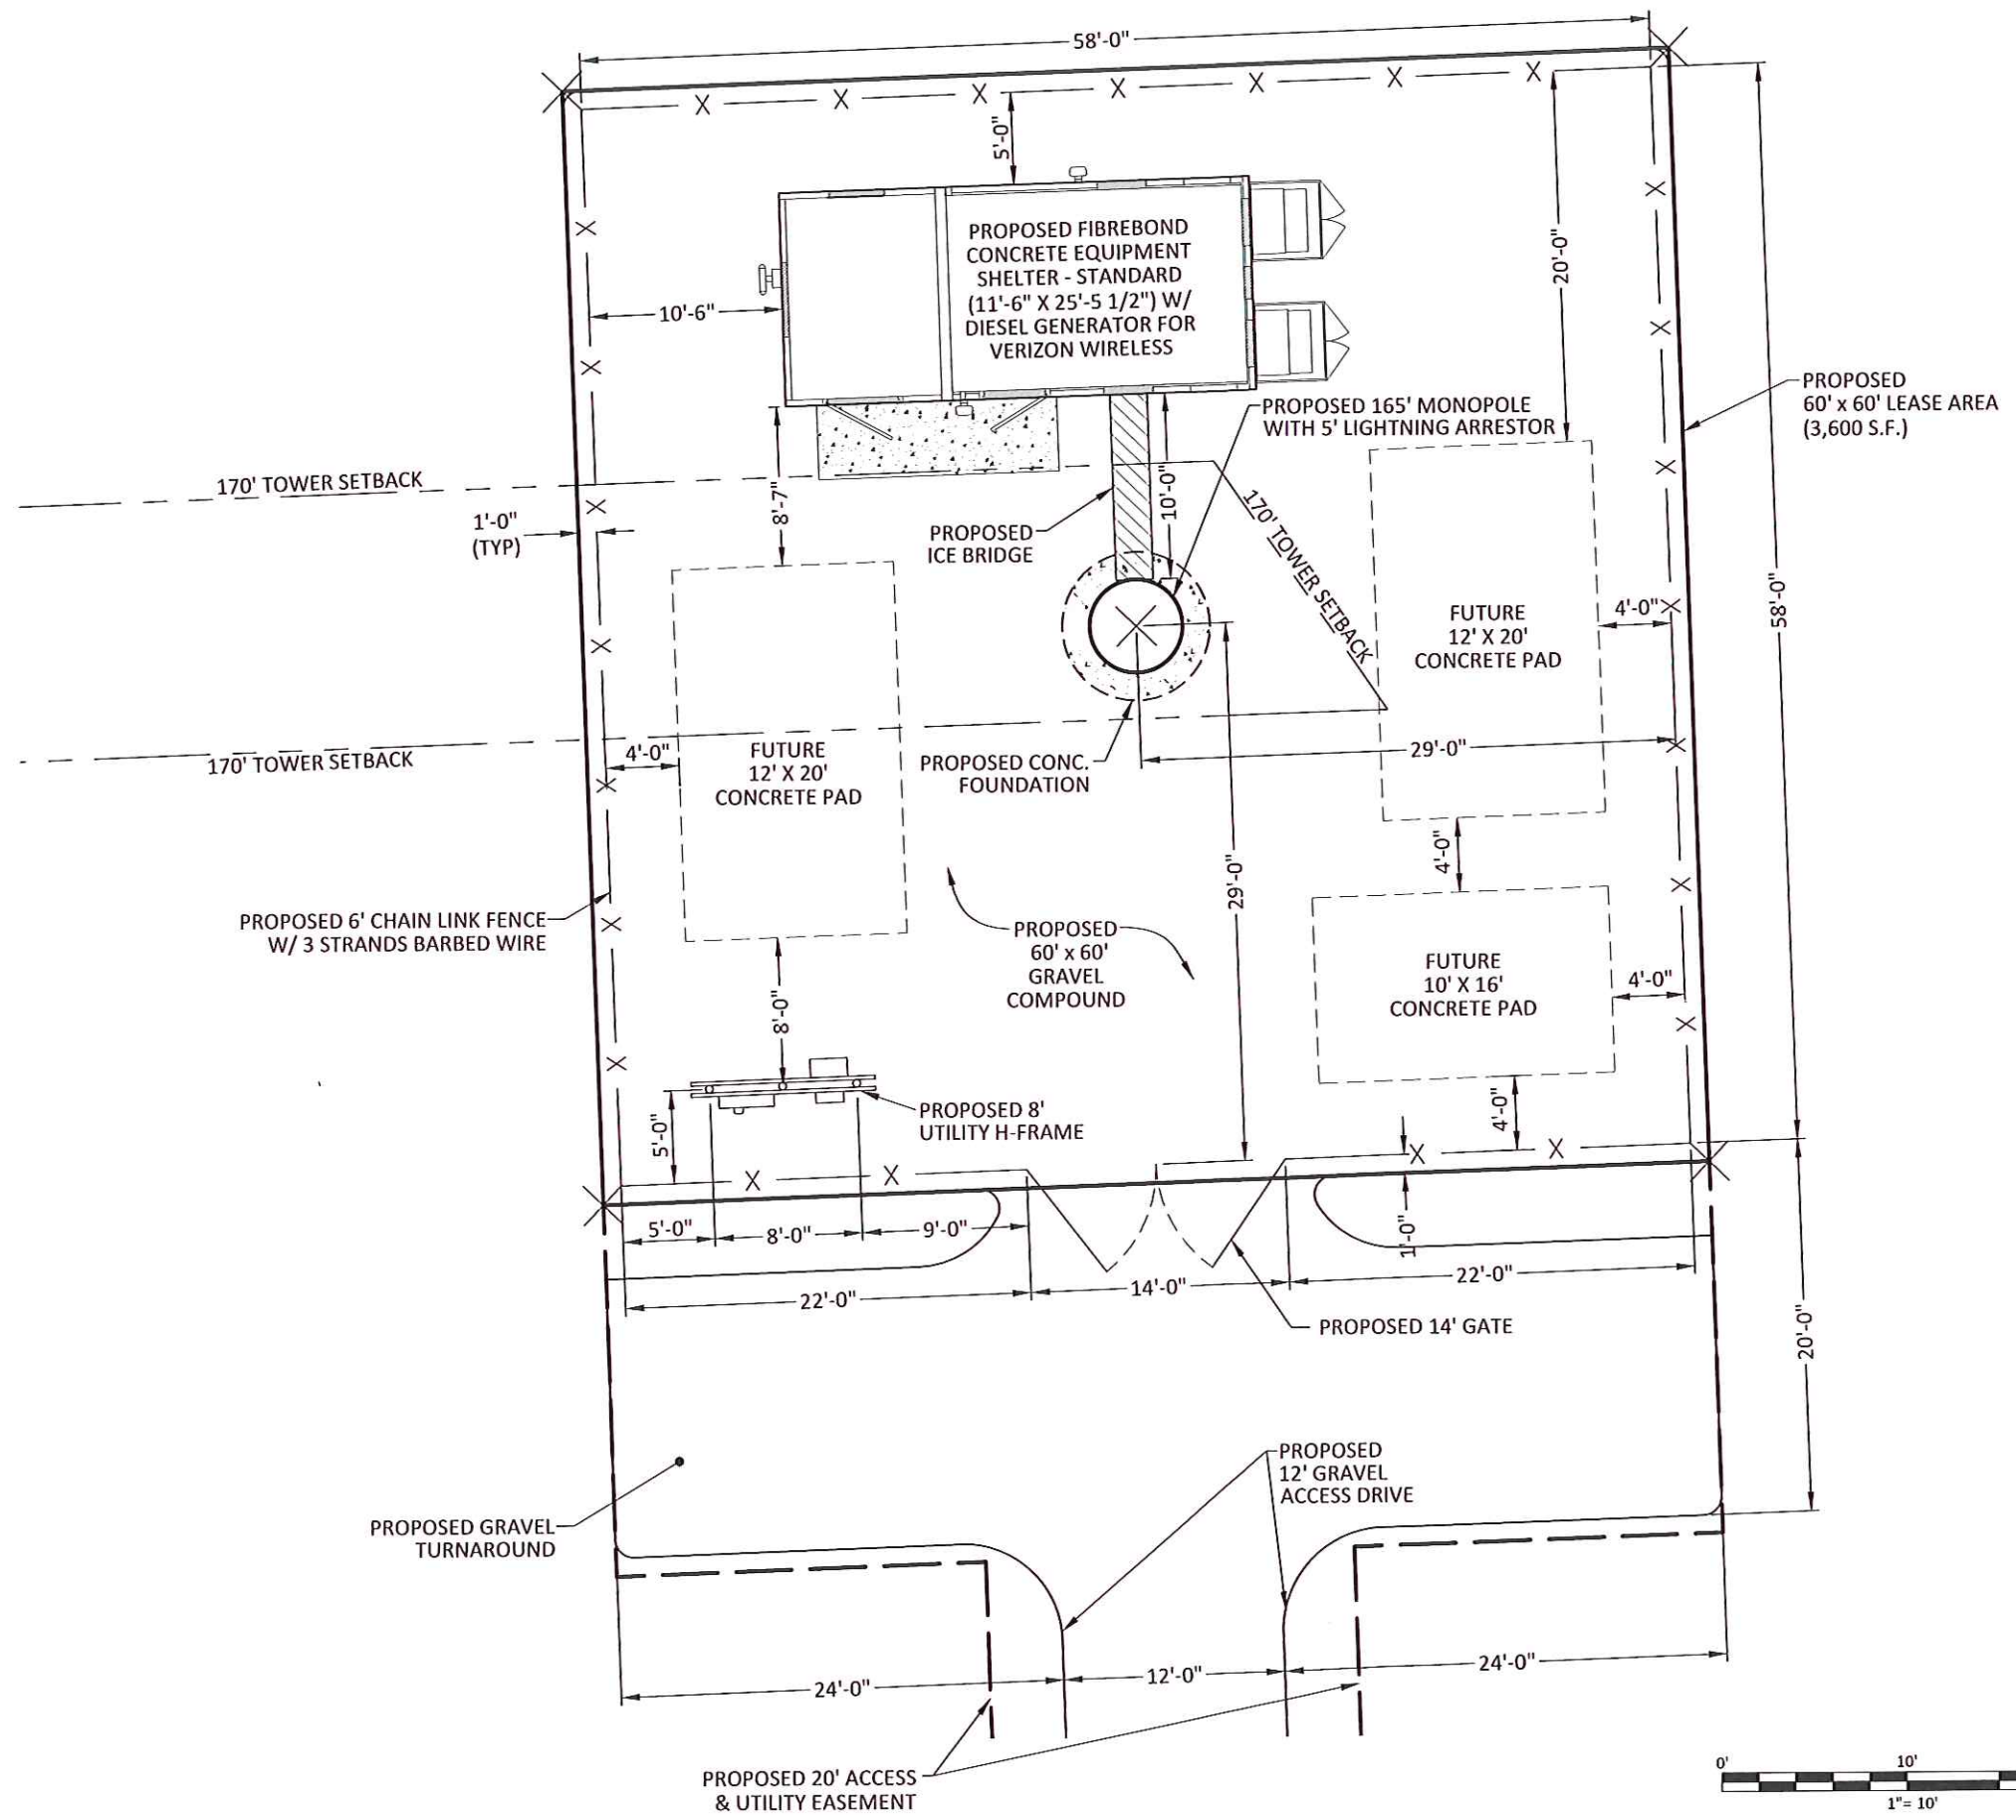 58'-0"
5'-0"
PROPOSED FIBREBOND
CONCRETE EQUIPMENT
SHELTER - STANDARD
(11'-6" X 25'-5 1/2") W/
DIESEL GENERATOR FOR
VERIZON WIRELESS
20'-0"
10'-6"
PROPOSED 165' MONOPOLE
WITH 5' LIGHTNING ARRESTOR
PROPOSED
60' x 60' LEASE AREA
(3,600 S.F.)
170' TOWER SETBACK
1'-0"
(TYP)
8'-7"
10'-0"
PROPOSED
ICE BRIDGE
170' TOWER SETBACK
FUTURE
12' X 20'
CONCRETE PAD
4'-0"
58'-0"
170' TOWER SETBACK
4'-0"
FUTURE
12' X 20'
CONCRETE PAD
PROPOSED CONC.
FOUNDATION
29'-0"
29'-0"
4'-0"
PROPOSED 6' CHAIN LINK FENCE
W/ 3 STRANDS BARBED WIRE
PROPOSED
60' x 60'
GRAVEL
COMPOUND
FUTURE
10' X 16'
CONCRETE PAD
4'-0"
8'-0"
PROPOSED 8'
UTILITY H-FRAME
5'-0"
4'-0"
5'-0"
8'-0"
9'-0"
1'-0"
22'-0"
14'-0"
22'-0"
PROPOSED 14' GATE
20'-0"
PROPOSED GRAVEL
TURNAROUND
PROPOSED
12' GRAVEL
ACCESS DRIVE
24'-0"
12'-0"
24'-0"
PROPOSED 20' ACCESS
& UTILITY EASEMENT
0'
10'
1"= 10'